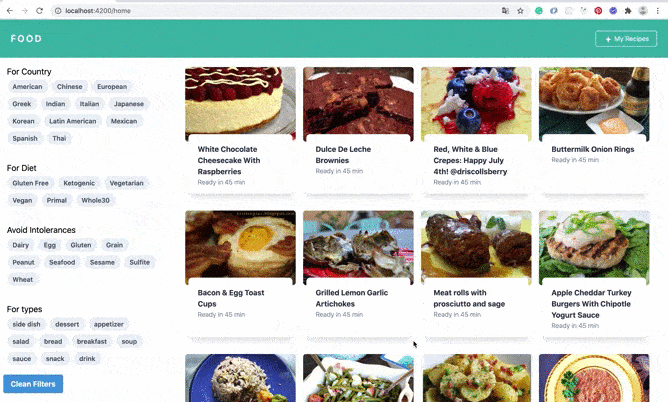 localhost:4200/home
FOOD
+ My Recipes
For Country
American Chinese European
Greek Indian Italian Japanese
Korean Latin American Mexican
Spanish Thai
For Diet
Gluten Free Ketogenic Vegetarian
Vegan Primal Whole30
Avoid Intolerances
Dairy Egg Gluten Grain
Peanut Seafood Sesame Sulfite
Wheat
For types
side dish dessert appetizer
salad bread breakfast soup
sauce snack drink
Clean Filters
White Chocolate
Cheesecake With
Raspberries
Ready in 45 min
Dulce De Leche
Brownies
Ready in 45 min
Red, White & Blue
Crepes: Happy July
4th! @driscollsberry
Ready in 45 min
Buttermilk Onion Rings
Ready in 45 min
Bacon & Egg Toast
Cups
Ready in 45 min
Grilled Lemon Garlic
Artichokes
Ready in 45 min
Meat rolls with
prosciutto and sage
Ready in 45 min
Apple Cheddar Turkey
Burgers With Chipotle
Yogurt Sauce
Ready in 45 min